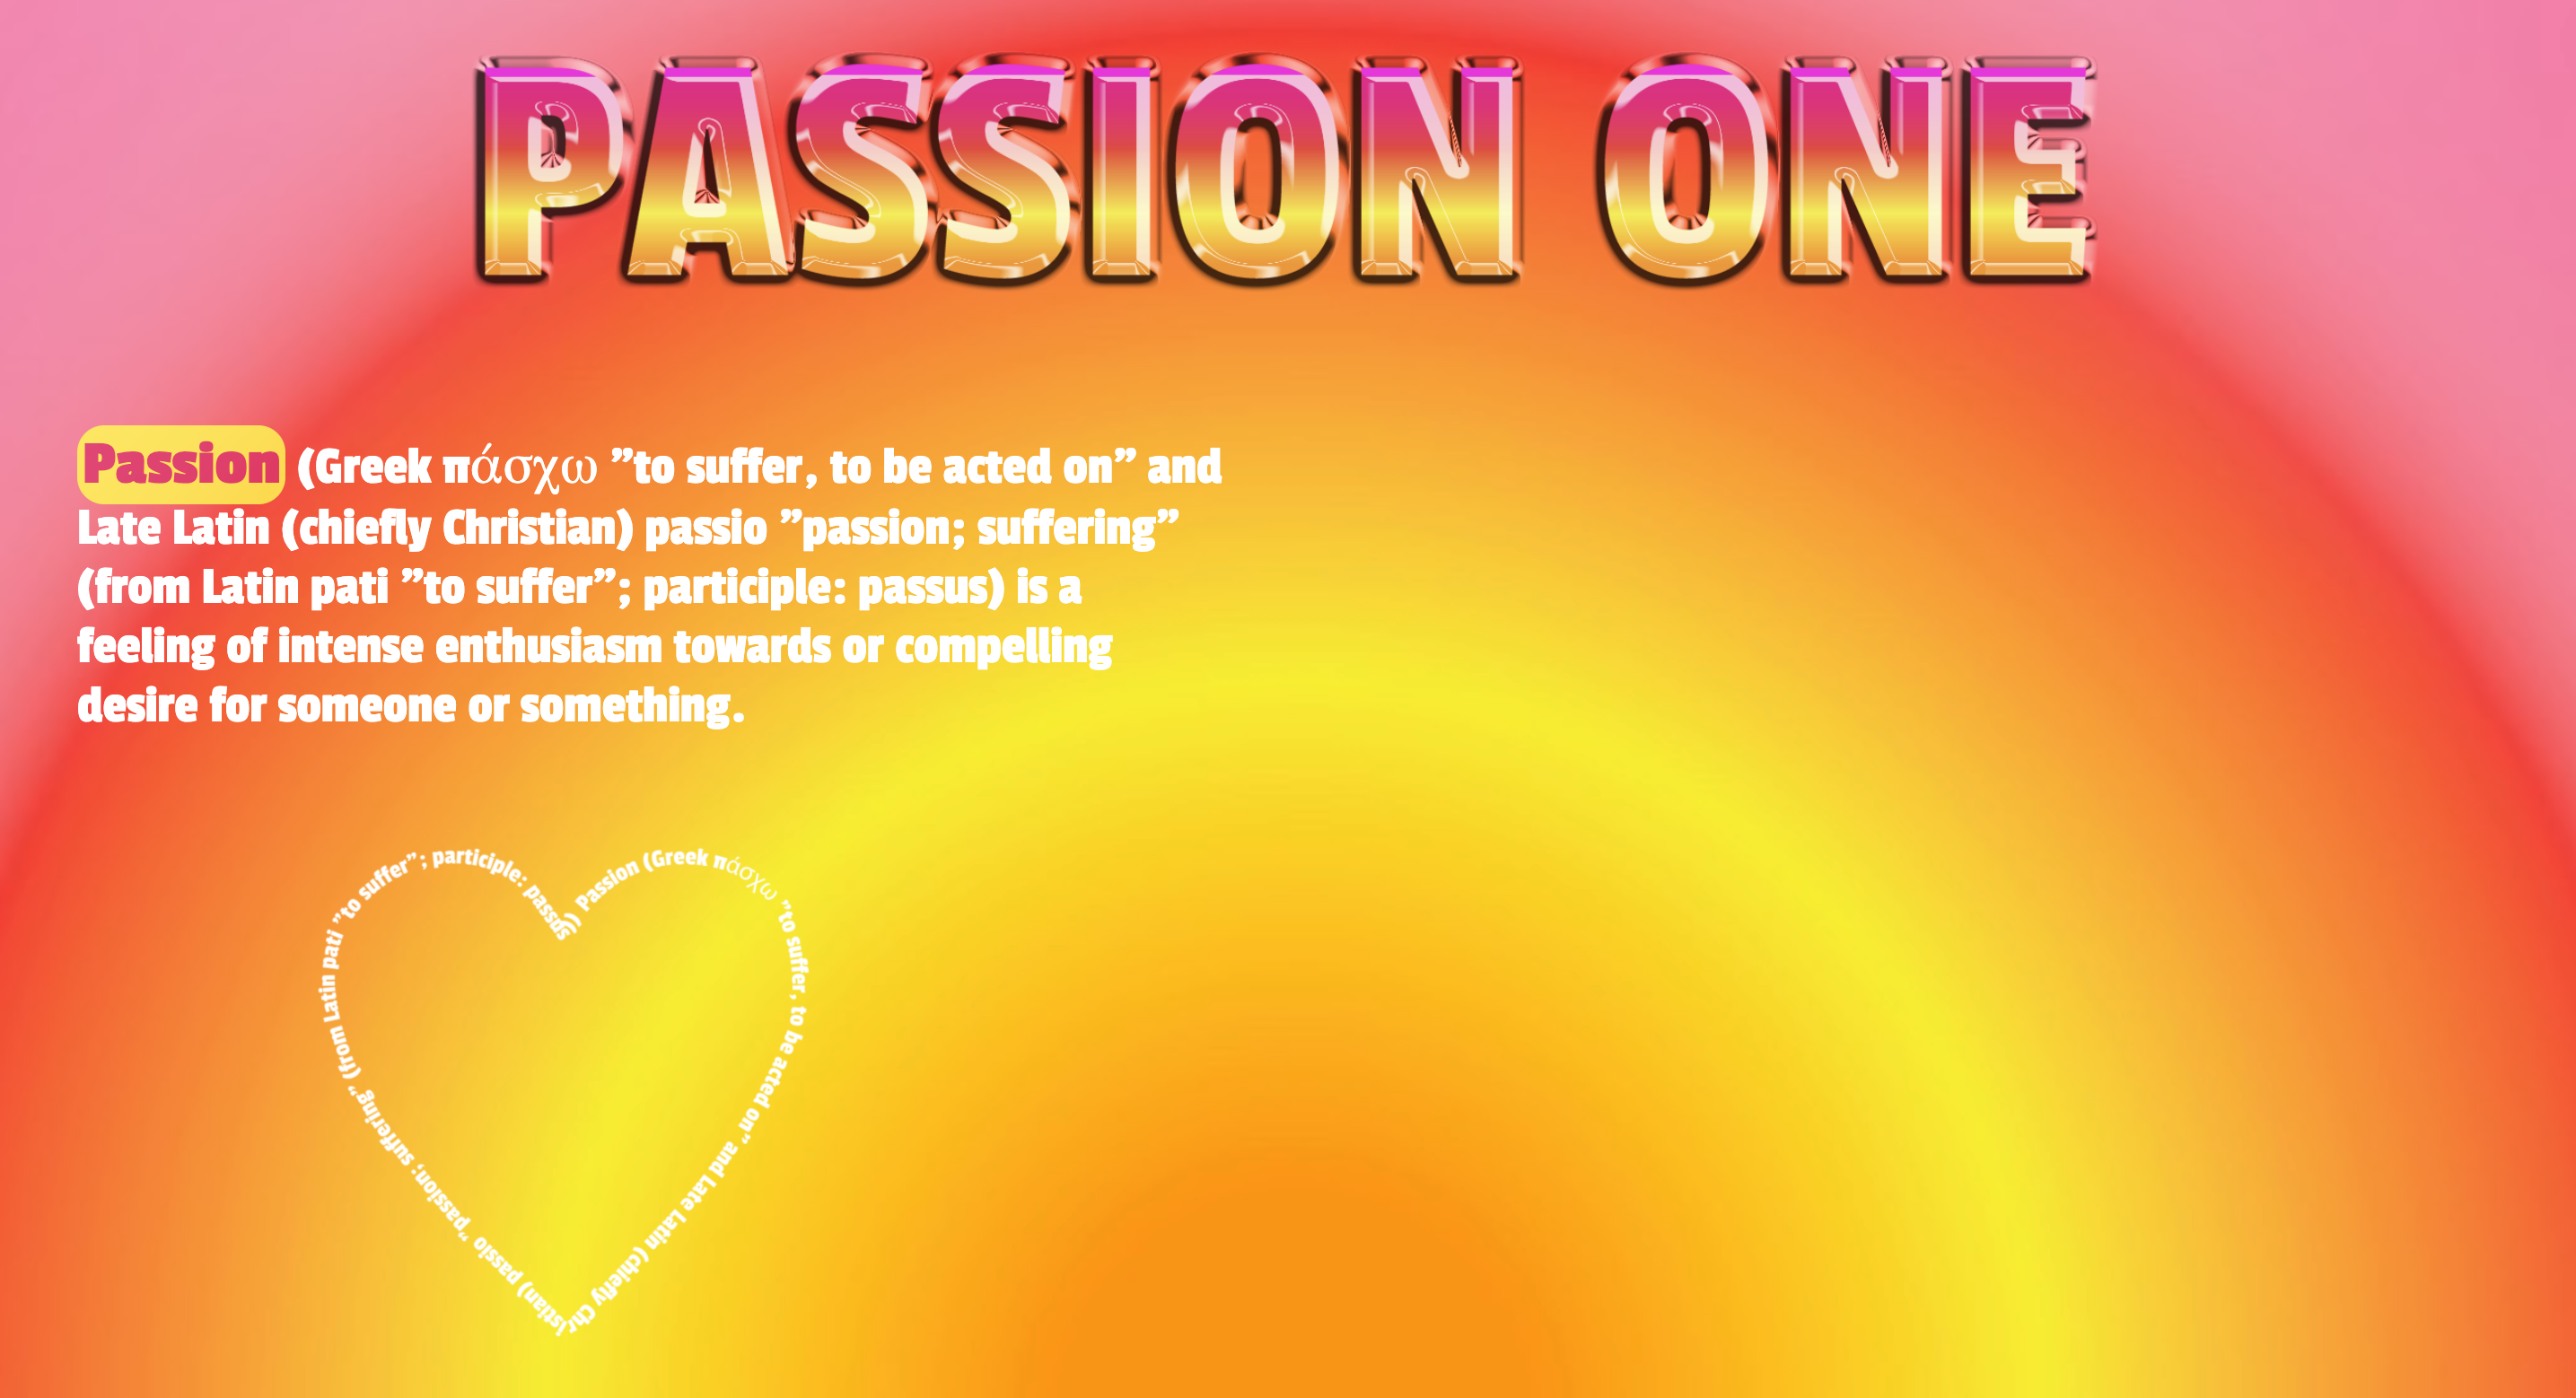 PASSION ONE
Passion (Greek πάσχω ”to suffer, to be acted on” and
Late Latin (chiefly Christian) passio ”passion; suffering”
(from Latin pati ”to suffer”; participle: passus) is a
feeling of intense enthusiasm towards or compelling
desire for someone or something.
Passion (Greek πάσχω ”to suffer, to be acted on” and Late Latin (chiefly Christian) passio ”passion; suffering” (from Latin pati ”to suffer”; participle: passus)